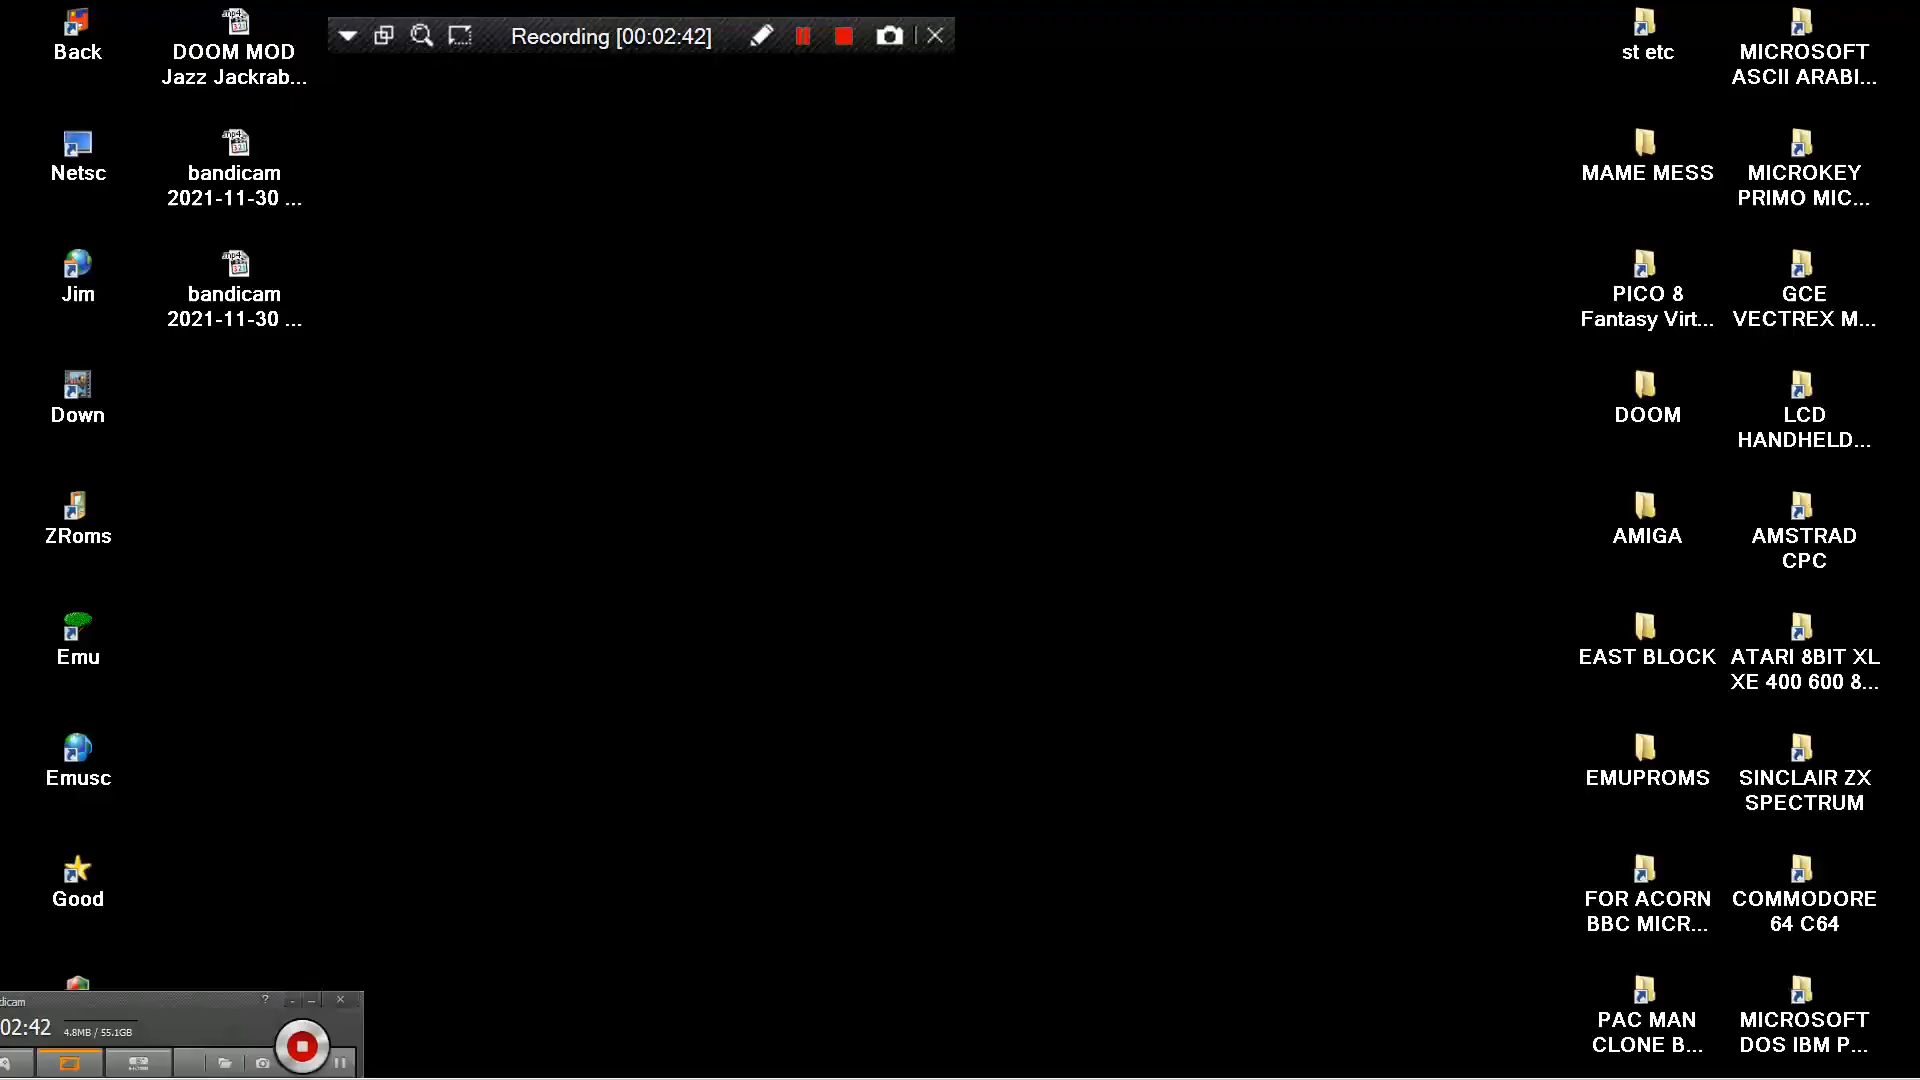 Back
DOOM MOD
Jazz Jackrab...
Recording [00:02:42]
st etc
MICROSOFT
ASCII ARABI...
Netsc
bandicam
2021-11-30 ...
MAME MESS
MICROKEY
PRIMO MIC...
Jim
bandicam
2021-11-30 ...
PICO 8
Fantasy Virt...
GCE
VECTREX M...
Down
DOOM
LCD
HANDHELD...
ZRoms
AMIGA
AMSTRAD
CPC
Emu
EAST BLOCK
ATARI 8BIT XL
XE 400 600 8...
Emusc
EMUPROMS
SINCLAIR ZX
SPECTRUM
Good
FOR ACORN
BBC MICR...
COMMODORE
64 C64
dicam
02:42
4.8MB / 55.1GB
PAC MAN
CLONE B...
MICROSOFT
DOS IBM P...